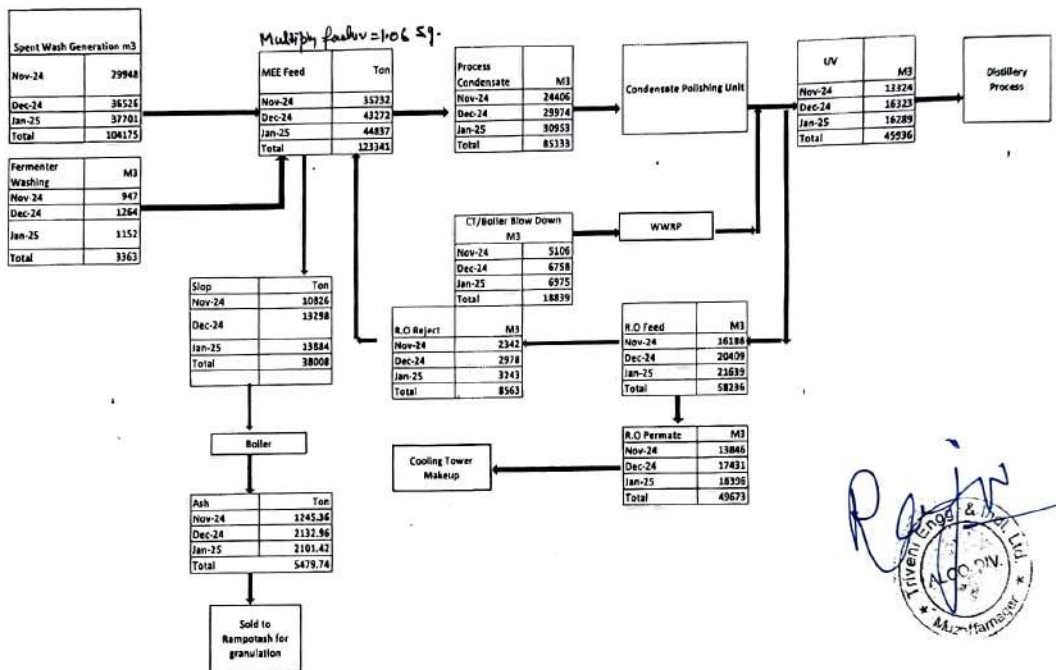 Multiply factor = 1.06 Sg.
Spent Wash Generation m3
Nov-24 29948
Dec-24 36526
Jan-25 37701
Total 104175
Fermenter Washing M3
Nov-24 947
Dec-24 1264
Jan-25 1152
Total 3363
MEE Feed Ton
Nov-24 35232
Dec-24 43272
Jan-25 44837
Total 123341
Process Condensate M3
Nov-24 24406
Dec-24 29974
Jan-25 30953
Total 85133
Condensate Polishing Unit
UV M3
Nov-24 13324
Dec-24 16323
Jan-25 16289
Total 45936
Distillery Process
CT/Boiler Blow Down M3
Nov-24 5106
Dec-24 6758
Jan-25 6975
Total 18839
WWRP
Slop Ton
Nov-24 10826
Dec-24 13298
Jan-25 13884
Total 38008
R.O Reject M3
Nov-24 2342
Dec-24 2978
Jan-25 3243
Total 8563
R.O Feed M3
Nov-24 16188
Dec-24 20409
Jan-25 21639
Total 58236
Boiler
Cooling Tower Makeup
R.O Permate M3
Nov-24 13846
Dec-24 17431
Jan-25 18396
Total 49673
Ash Ton
Nov-24 1245.36
Dec-24 2132.96
Jan-25 2101.42
Total 5479.74
Sold to Rampotash for granulation
Triveni Engg. & Indl. Ltd.
ALCO. DIV.
Muzaffarnager